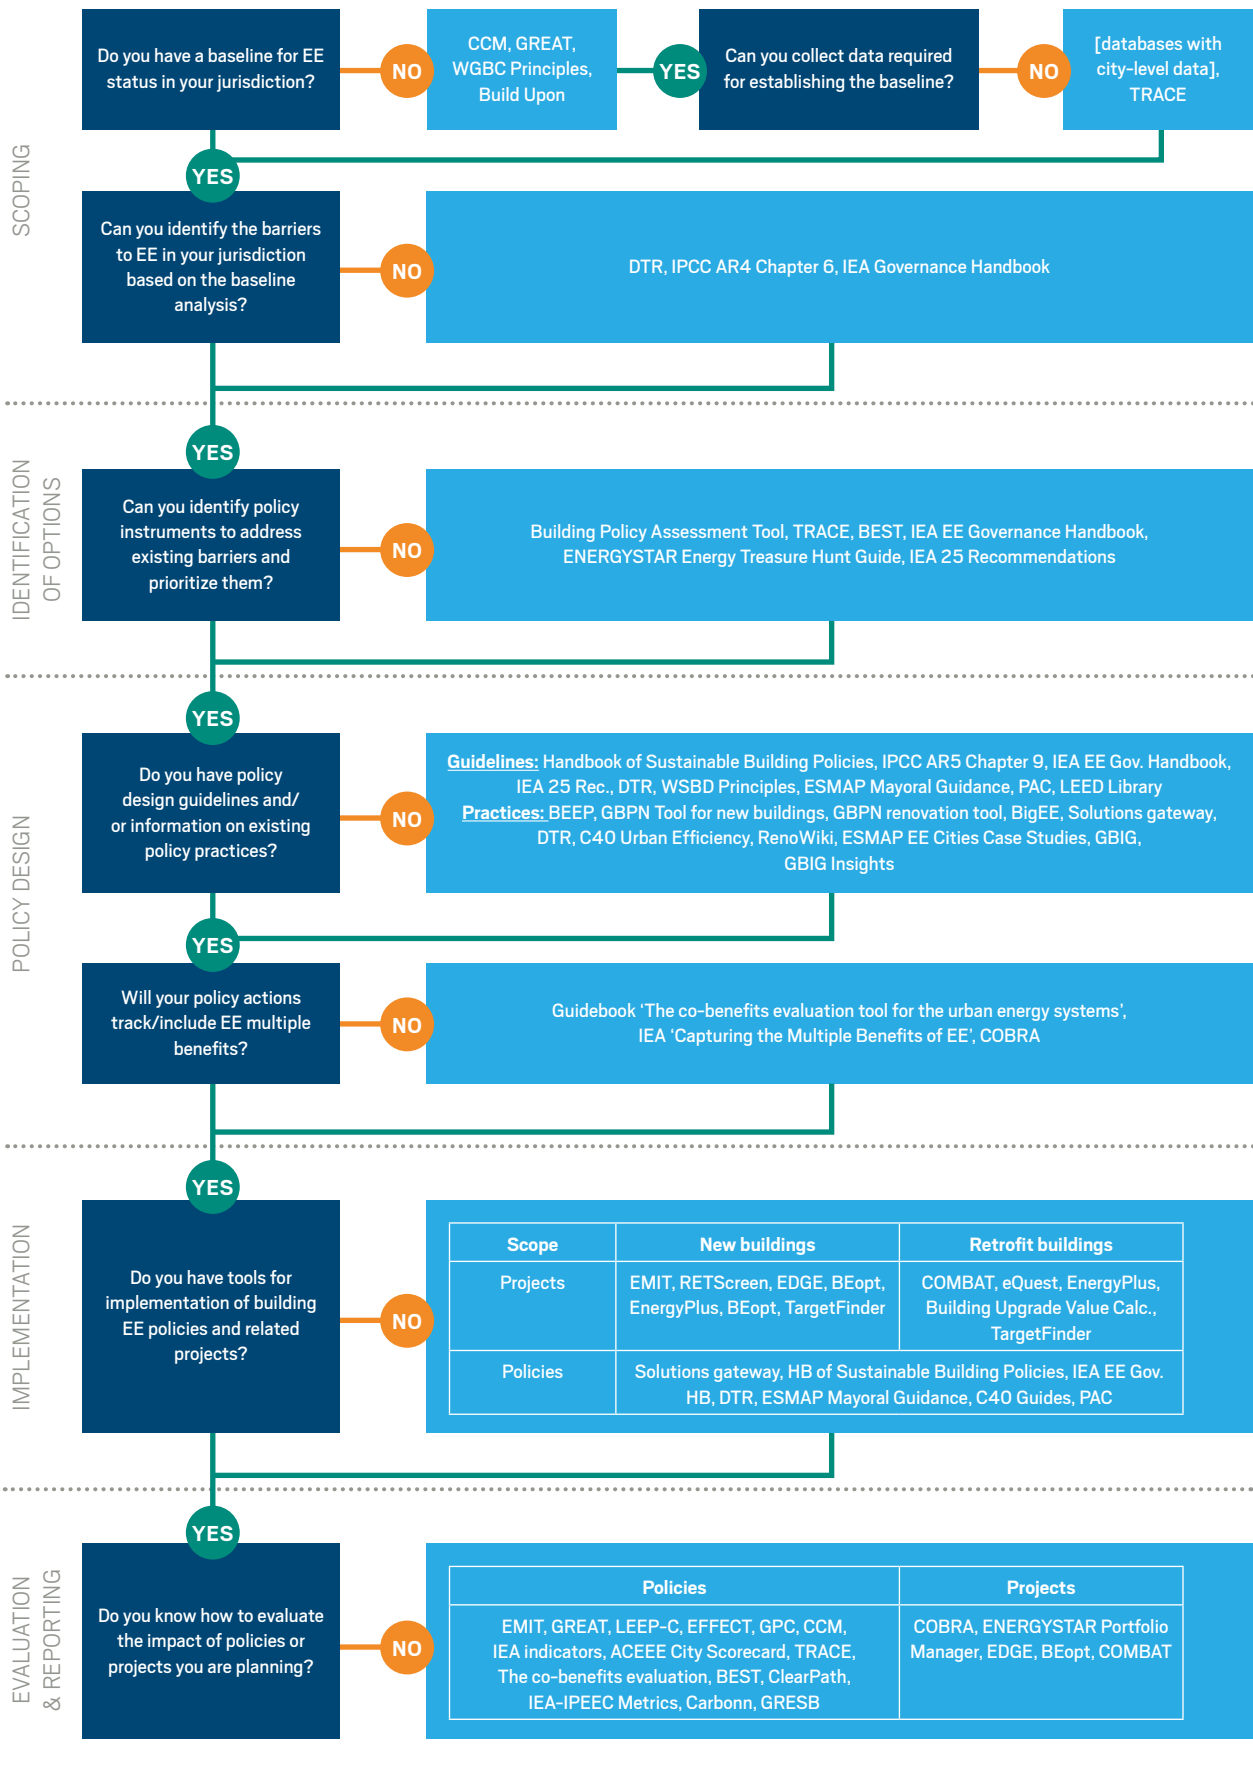 SCOPING
Do you have a baseline for EE
status in your jurisdiction?
NO
CCM, GREAT,
WGBC Principles,
Build Upon
YES
Can you collect data required
for establishing the baseline?
NO
[databases with
city-level data],
TRACE
YES
Can you identify the barriers
to EE in your jurisdiction
based on the baseline
analysis?
NO
DTR, IPCC AR4 Chapter 6, IEA Governance Handbook
IDENTIFICATION
OF OPTIONS
YES
Can you identify policy
instruments to address
existing barriers and
prioritize them?
NO
Building Policy Assessment Tool, TRACE, BEST, IEA EE Governance Handbook,
ENERGYSTAR Energy Treasure Hunt Guide, IEA 25 Recommendations
POLICY DESIGN
YES
Do you have policy
design guidelines and/
or information on existing
policy practices?
NO
Guidelines: Handbook of Sustainable Building Policies, IPCC AR5 Chapter 9, IEA EE Gov. Handbook,
IEA 25 Rec., DTR, WSBD Principles, ESMAP Mayoral Guidance, PAC, LEED Library
Practices: BEEP, GBPN Tool for new buildings, GBPN renovation tool, BigEE, Solutions gateway,
DTR, C40 Urban Efficiency, RenoWiki, ESMAP EE Cities Case Studies, GBIG,
GBIG Insights
YES
Will your policy actions
track/include EE multiple
benefits?
NO
Guidebook ‘The co-benefits evaluation tool for the urban energy systems’,
IEA ‘Capturing the Multiple Benefits of EE’, COBRA
IMPLEMENTATION
YES
Do you have tools for
implementation of building
EE policies and related
projects?
NO
Scope
New buildings
Retrofit buildings
Projects
EMIT, RETScreen, EDGE, BEopt,
EnergyPlus, BEopt, TargetFinder
COMBAT, eQuest, EnergyPlus,
Building Upgrade Value Calc.,
TargetFinder
Policies
Solutions gateway, HB of Sustainable Building Policies, IEA EE Gov.
HB, DTR, ESMAP Mayoral Guidance, C40 Guides, PAC
EVALUATION
& REPORTING
YES
Do you know how to evaluate
the impact of policies or
projects you are planning?
NO
Policies
Projects
EMIT, GREAT, LEEP-C, EFFECT, GPC, CCM,
IEA indicators, ACEEE City Scorecard, TRACE,
The co-benefits evaluation, BEST, ClearPath,
IEA-IPEEC Metrics, Carbonn, GRESB
COBRA, ENERGYSTAR Portfolio
Manager, EDGE, BEopt, COMBAT